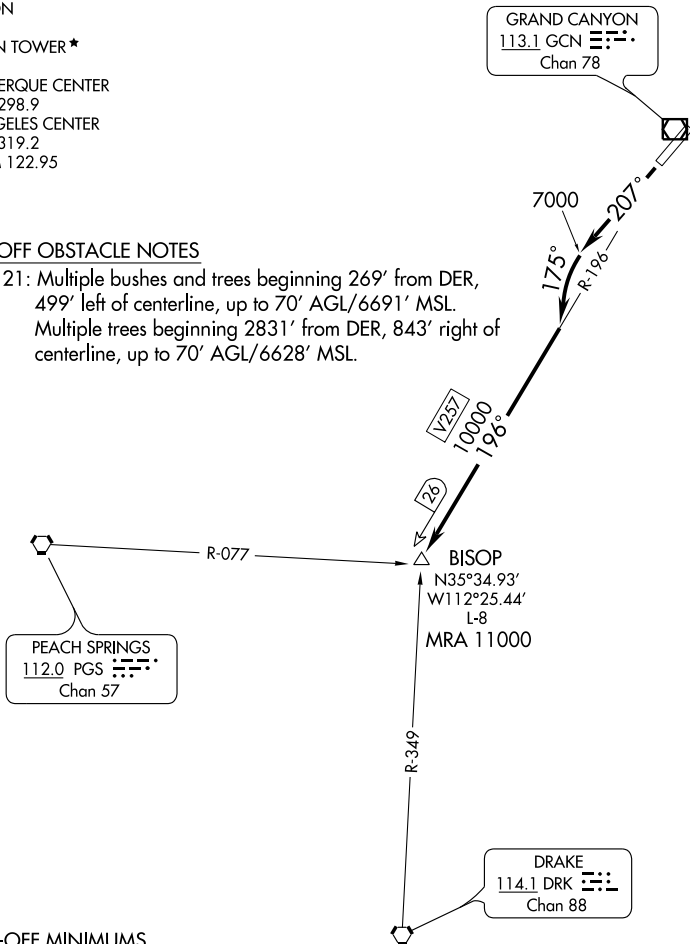 ON
N TOWER★
ERQUE CENTER
298.9
GELES CENTER
319.2
122.95
GRAND CANYON
113.1 GCN
Chan 78
207°
7000
R-196
175°
OFF OBSTACLE NOTES
21: Multiple bushes and trees beginning 269' from DER,
499' left of centerline, up to 70' AGL/6691' MSL.
Multiple trees beginning 2831' from DER, 843' right of
centerline, up to 70' AGL/6628' MSL.
V257
10000
196°
26
R-077
BISOP
N35°34.93'
W112°25.44'
L-8
MRA 11000
PEACH SPRINGS
112.0 PGS
Chan 57
R-349
DRAKE
114.1 DRK
Chan 88
-OFF MINIMUMS